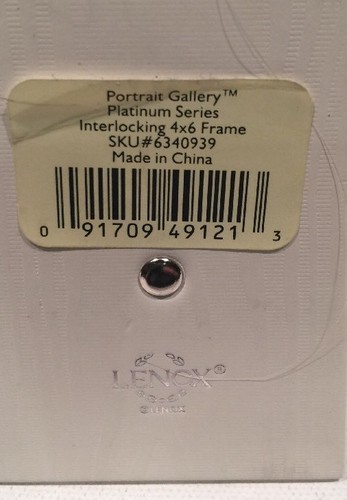 Portrait Gallery™
Platinum Series
Interlocking 4x6 Frame
SKU#6340939
Made in China
0 91709 49121 3
LENOX®